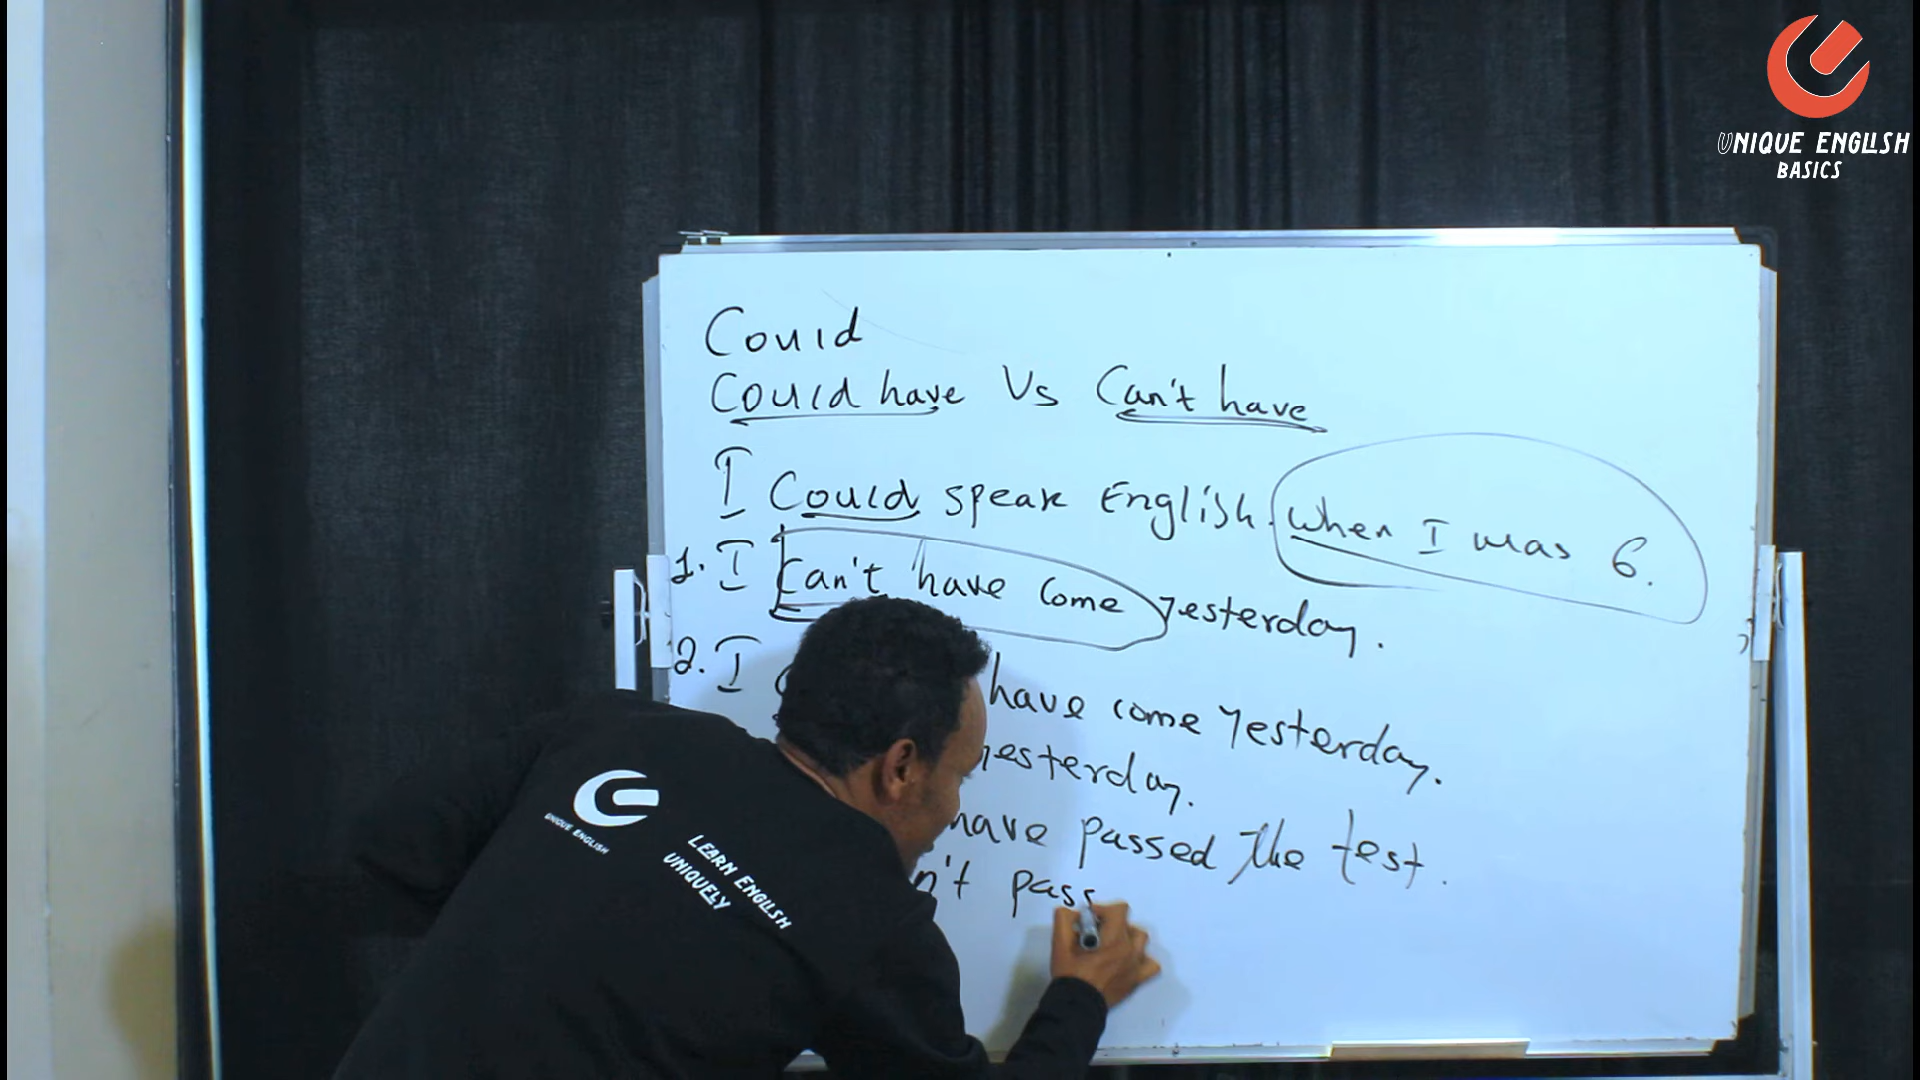 UNIQUE ENGLISH
BASICS
Could
Could have Vs Can't have
I Could speak English. when I was 6.
1. I Can't have come yesterday.
2. I have come yesterday.
yesterday.
have passed the test.
pass
UNIQUE ENGLISH
LEARN ENGLISH
UNIQUELY